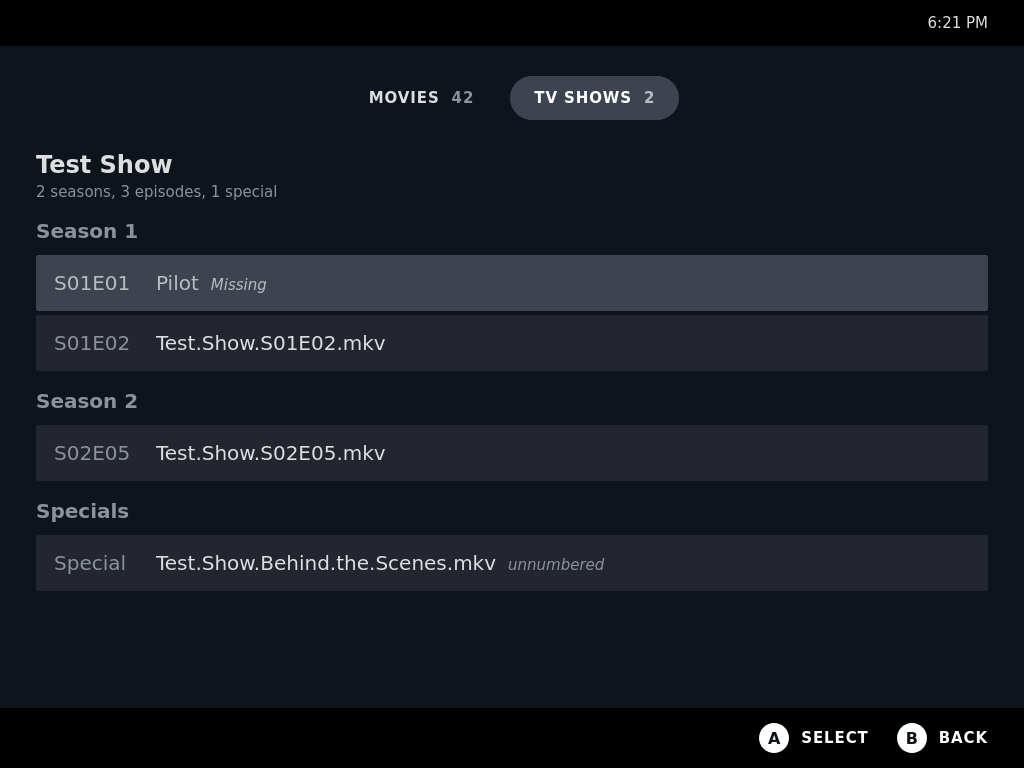 6:21 PM
MOVIES 42 TV SHOWS 2
Test Show
2 seasons, 3 episodes, 1 special
Season 1
S01E01 Pilot Missing
S01E02 Test.Show.S01E02.mkv
Season 2
S02E05 Test.Show.S02E05.mkv
Specials
Special Test.Show.Behind.the.Scenes.mkv unnumbered
A SELECT B BACK